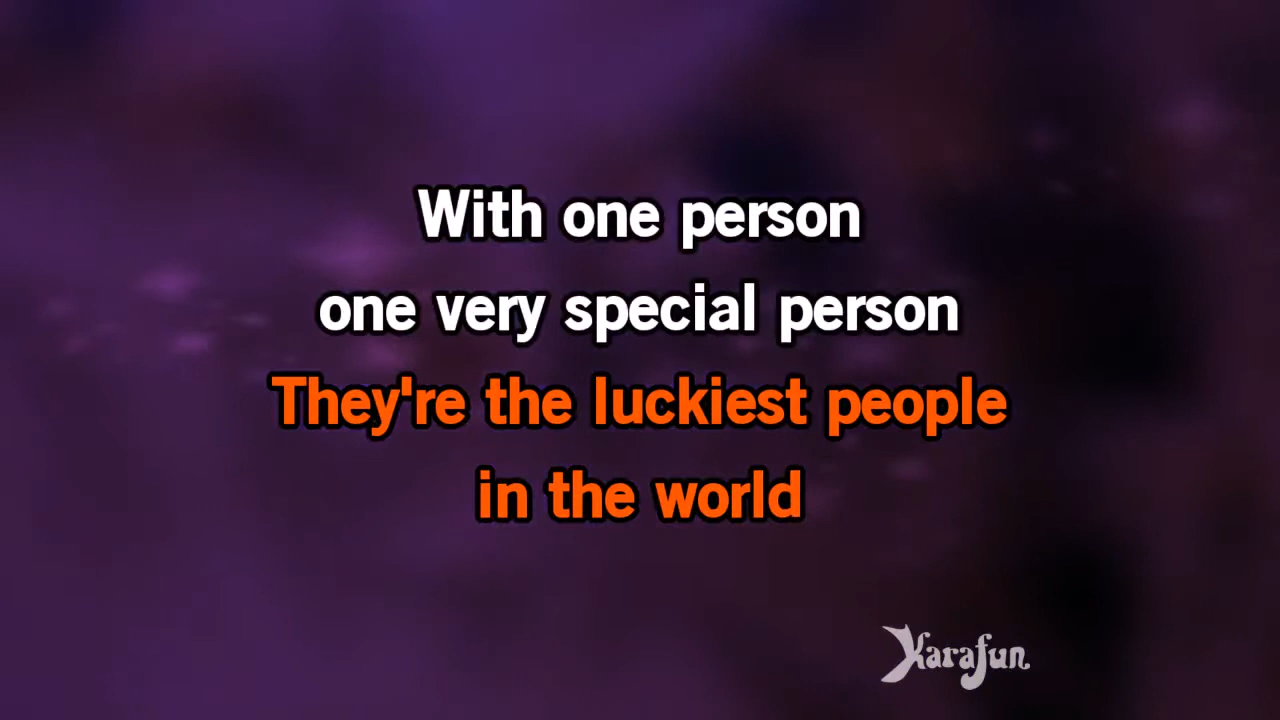 With one person
one very special person
They're the luckiest people
in the world
Karafun